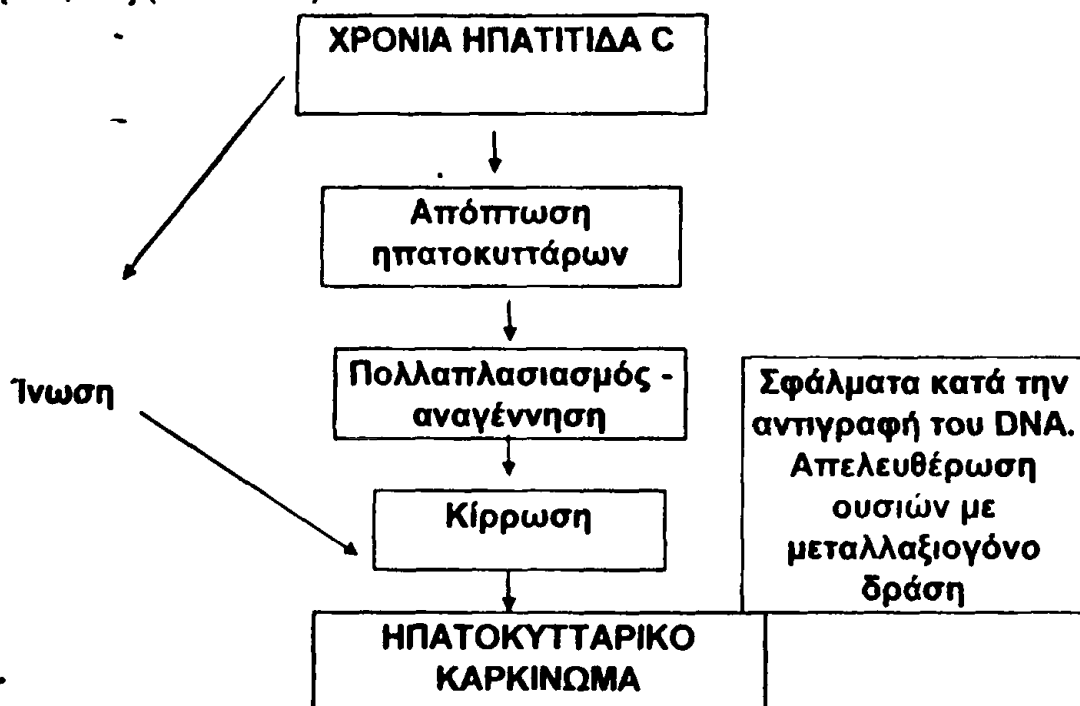 ΧΡΟΝΙΑ ΗΠΑΤΙΤΙΔΑ C
Απόπτωση
ηπατοκυττάρων
Πολλαπλασιασμός -
αναγέννηση
Ίνωση
Σφάλματα κατά την
αντιγραφή του DNA.
Απελευθέρωση
ουσιών με
μεταλλαξιογόνο
δράση
Κίρρωση
ΗΠΑΤΟΚΥΤΤΑΡΙΚΟ
ΚΑΡΚΙΝΩΜΑ